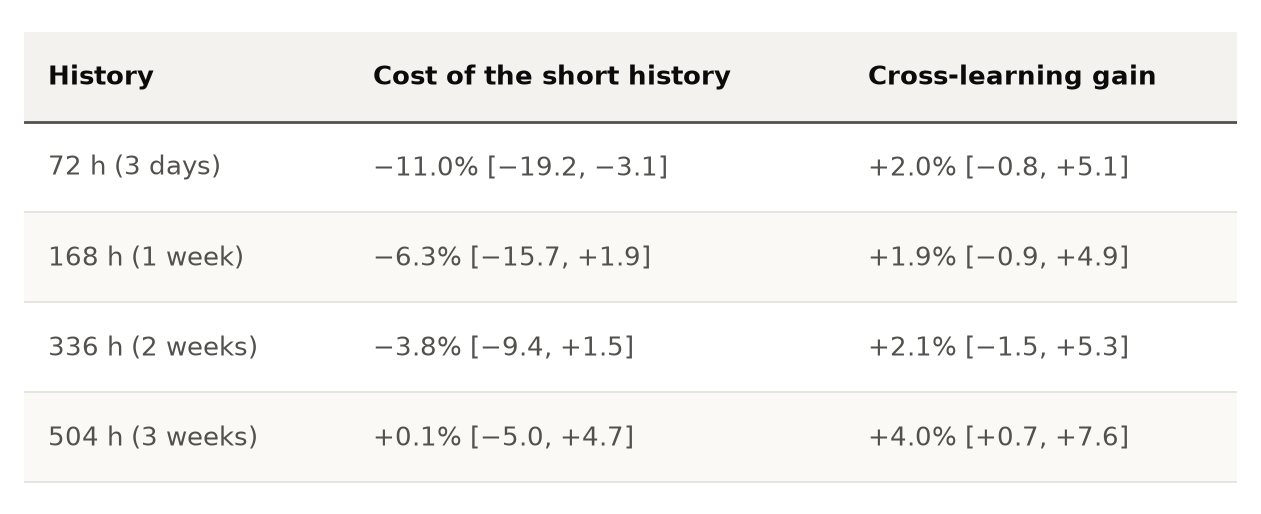 History Cost of the short history Cross-learning gain
72 h (3 days) −11.0% [−19.2, −3.1] +2.0% [−0.8, +5.1]
168 h (1 week) −6.3% [−15.7, +1.9] +1.9% [−0.9, +4.9]
336 h (2 weeks) −3.8% [−9.4, +1.5] +2.1% [−1.5, +5.3]
504 h (3 weeks) +0.1% [−5.0, +4.7] +4.0% [+0.7, +7.6]